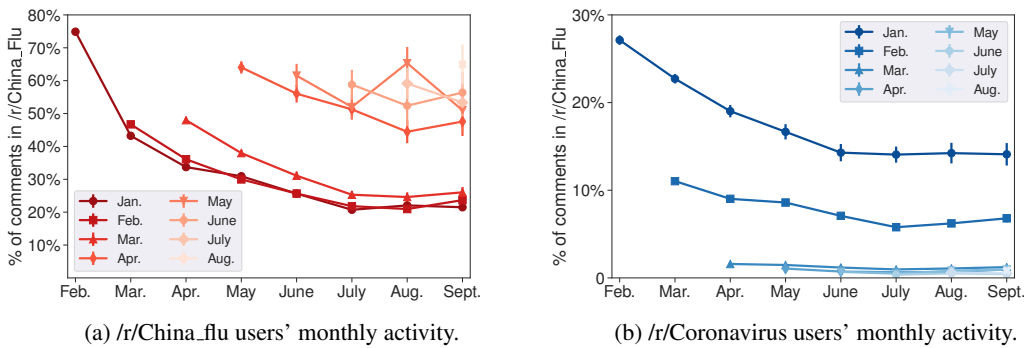 80%
70%
60%
50%
40%
30%
20%
10%
% of comments in /r/China_Flu
Jan.
Feb.
Mar.
Apr.
May
June
July
Aug.
Feb. Mar. Apr. May June July Aug. Sept.
(a) /r/China_flu users' monthly activity.
30%
20%
10%
0
% of comments in /r/China_Flu
Jan.
Feb.
Mar.
Apr.
May
June
July
Aug.
Feb. Mar. Apr. May June July Aug. Sept.
(b) /r/Coronavirus users' monthly activity.